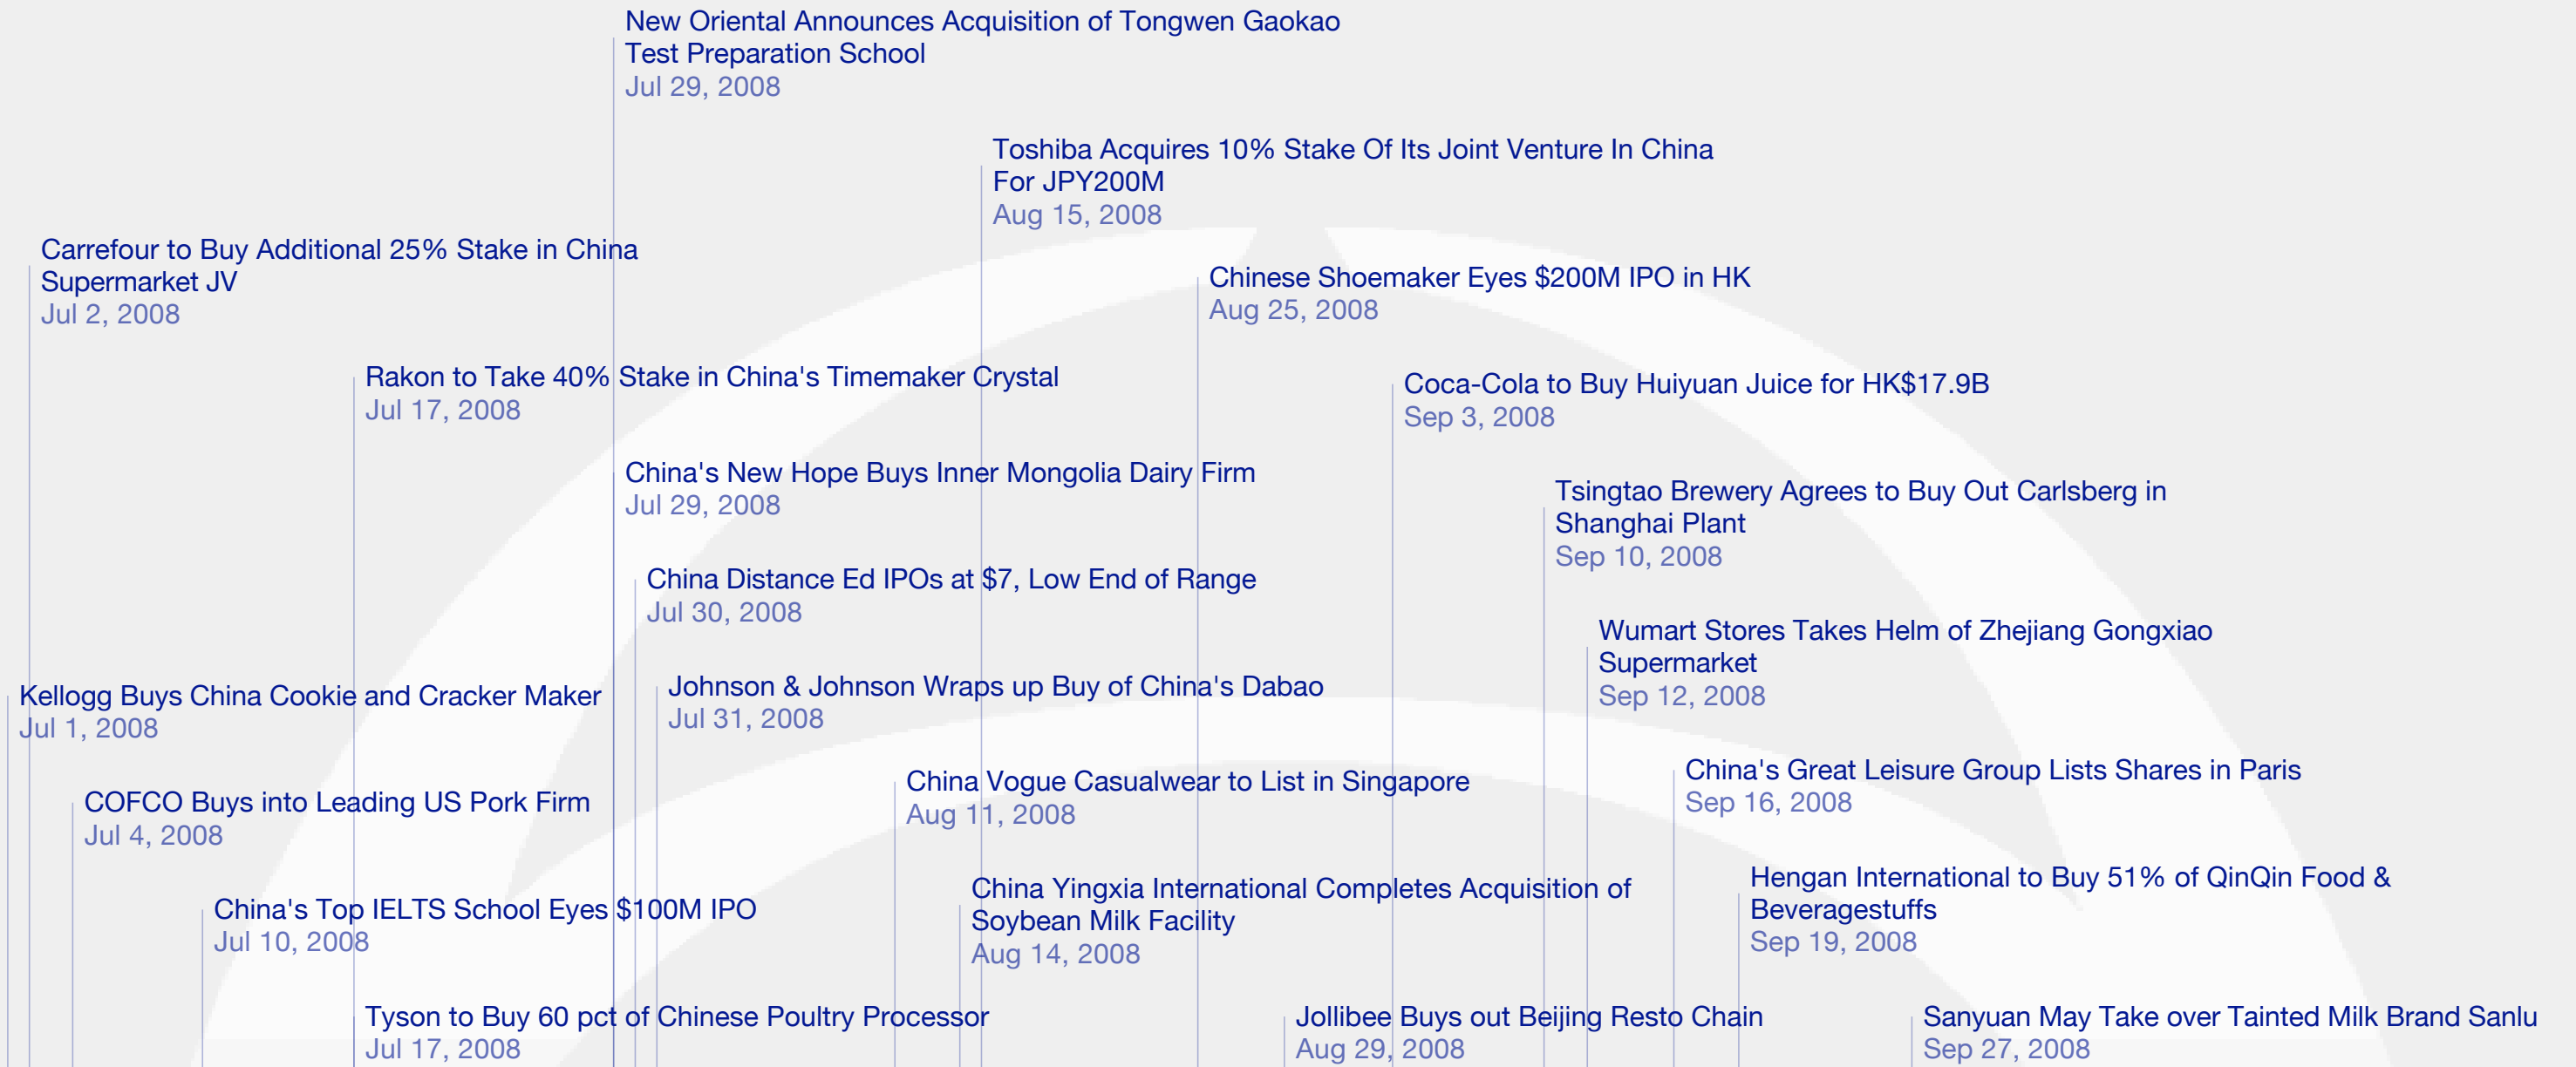 New Oriental Announces Acquisition of Tongwen Gaokao
Test Preparation School
Jul 29, 2008
Toshiba Acquires 10% Stake Of Its Joint Venture In China
For JPY200M
Aug 15, 2008
Carrefour to Buy Additional 25% Stake in China
Supermarket JV
Jul 2, 2008
Chinese Shoemaker Eyes $200M IPO in HK
Aug 25, 2008
Rakon to Take 40% Stake in China's Timemaker Crystal
Jul 17, 2008
Coca-Cola to Buy Huiyuan Juice for HK$17.9B
Sep 3, 2008
China's New Hope Buys Inner Mongolia Dairy Firm
Jul 29, 2008
Tsingtao Brewery Agrees to Buy Out Carlsberg in
Shanghai Plant
Sep 10, 2008
China Distance Ed IPOs at $7, Low End of Range
Jul 30, 2008
Wumart Stores Takes Helm of Zhejiang Gongxiao
Supermarket
Sep 12, 2008
Kellogg Buys China Cookie and Cracker Maker
Jul 1, 2008
Johnson & Johnson Wraps up Buy of China's Dabao
Jul 31, 2008
China Vogue Casualwear to List in Singapore
Aug 11, 2008
China's Great Leisure Group Lists Shares in Paris
Sep 16, 2008
COFCO Buys into Leading US Pork Firm
Jul 4, 2008
China Yingxia International Completes Acquisition of
Soybean Milk Facility
Aug 14, 2008
Hengan International to Buy 51% of QinQin Food &
Beveragestuffs
Sep 19, 2008
China's Top IELTS School Eyes $100M IPO
Jul 10, 2008
Tyson to Buy 60 pct of Chinese Poultry Processor
Jul 17, 2008
Jollibee Buys out Beijing Resto Chain
Aug 29, 2008
Sanyuan May Take over Tainted Milk Brand Sanlu
Sep 27, 2008